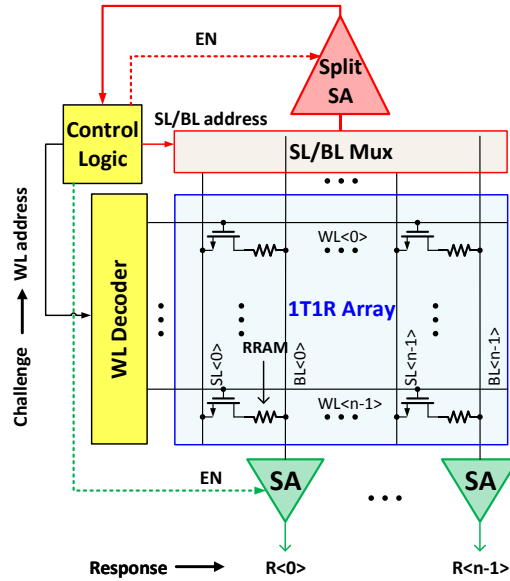 EN
Split
SA
Control
Logic
SL/BL address
SL/BL Mux
Challenge → WL address
WL Decoder
WL<0>
1T1R Array
SL<0>
RRAM
BL<0>
SL<n-1>
BL<n-1>
WL<n-1>
EN
SA
SA
Response → R<0>
R<n-1>